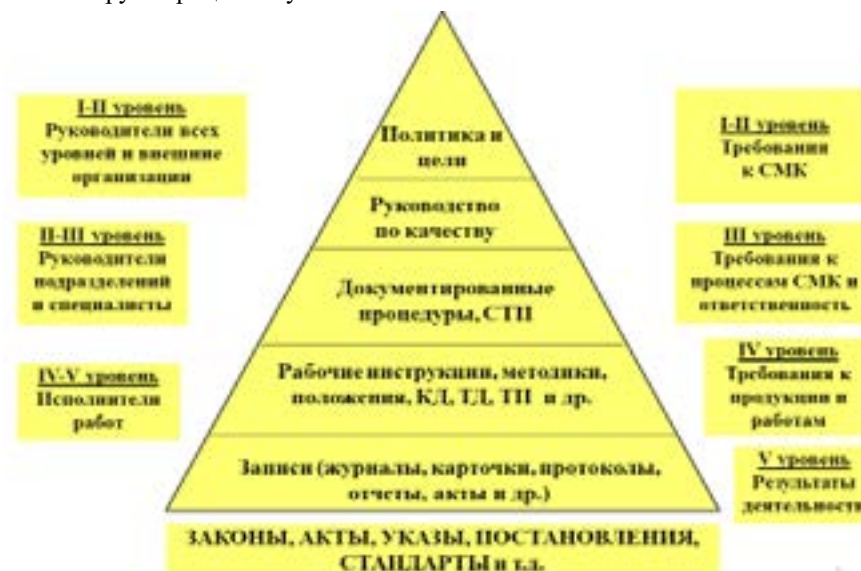 I-II уровень
Руководители всех
уровней и внешние
организации
II-III уровень
Руководители
подразделений
и специалисты
IV-V уровень
Исполнители
работ
Политика и
цели
Руководство
по качеству
Документированные
процедуры, СТП
Рабочие инструкции, методики,
положения, КД, ТД, ТП и др.
Записи (журналы, карточки, протоколы,
отчеты, акты и др.)
I-II уровень
Требования
к СМК
III уровень
Требования к
процессам СМК и
ответственность
IV уровень
Требования к
продукции и
работам
V уровень
Результаты
деятельности
ЗАКОНЫ, АКТЫ, УКАЗЫ, ПОСТАНОВЛЕНИЯ,
СТАНДАРТЫ и т.д.